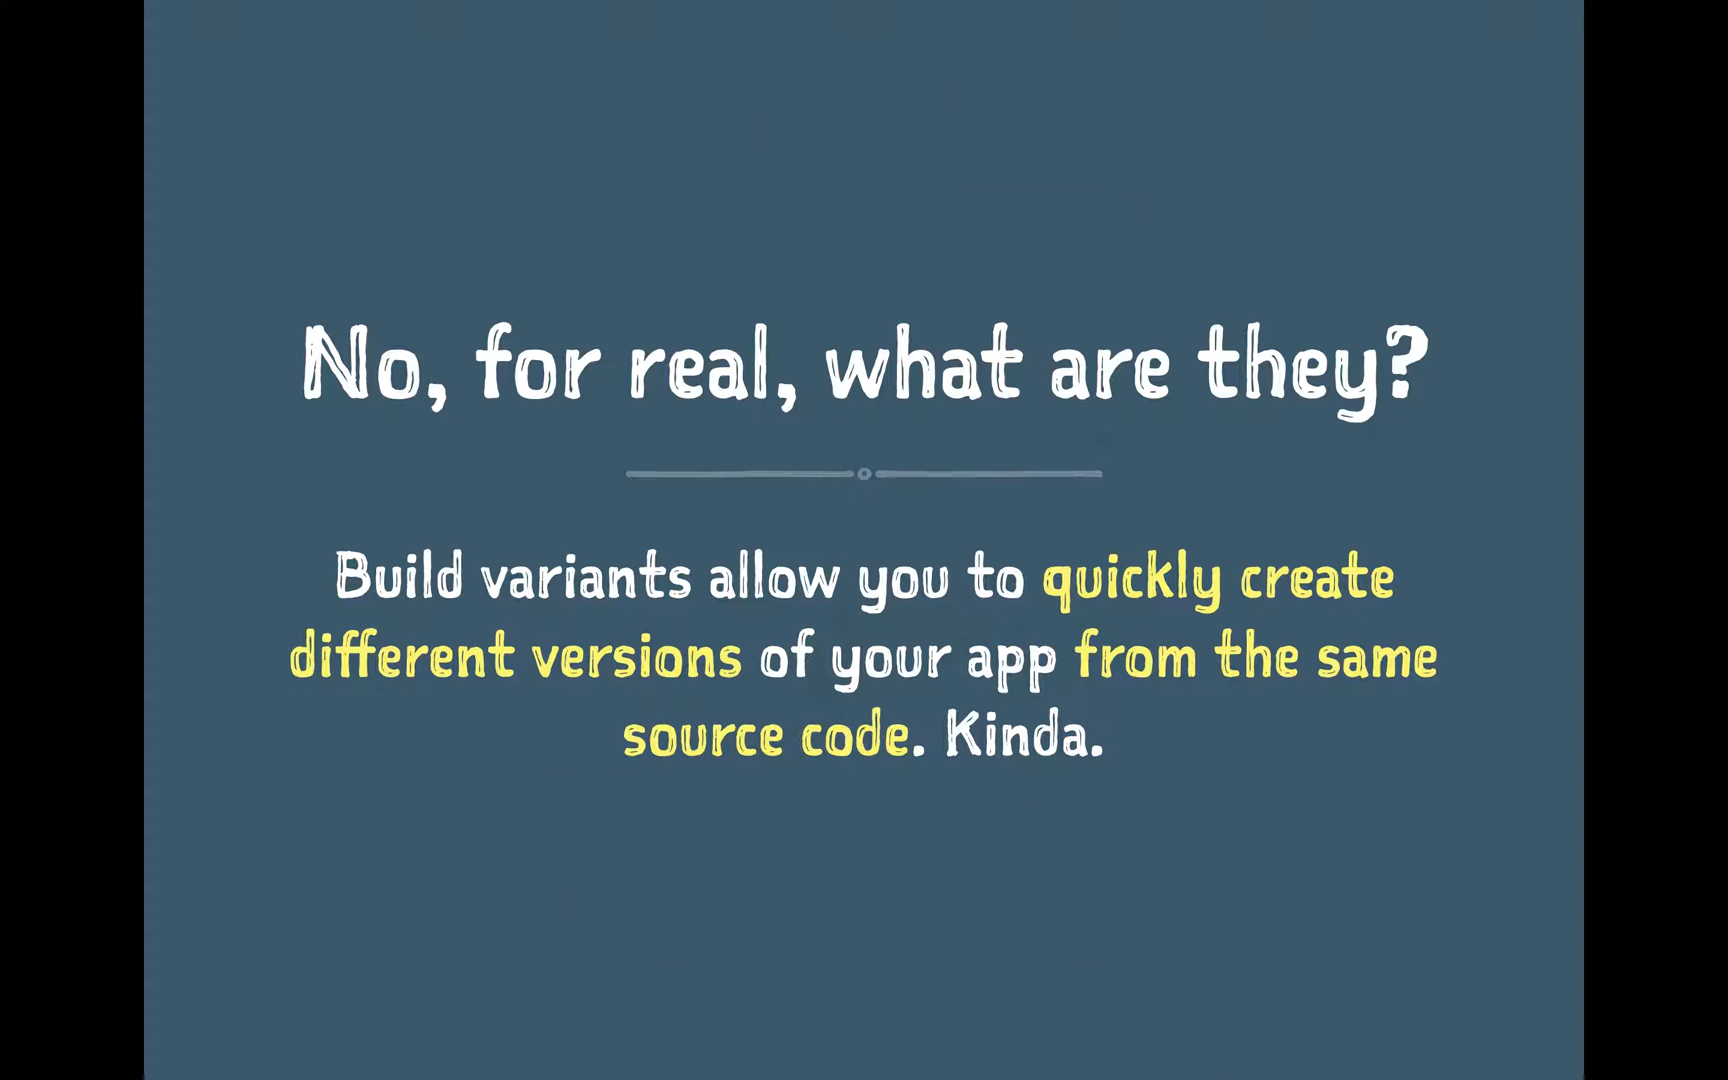 No, for real, what are they?
Build variants allow you to quickly create
different versions of your app from the same
source code. Kinda.